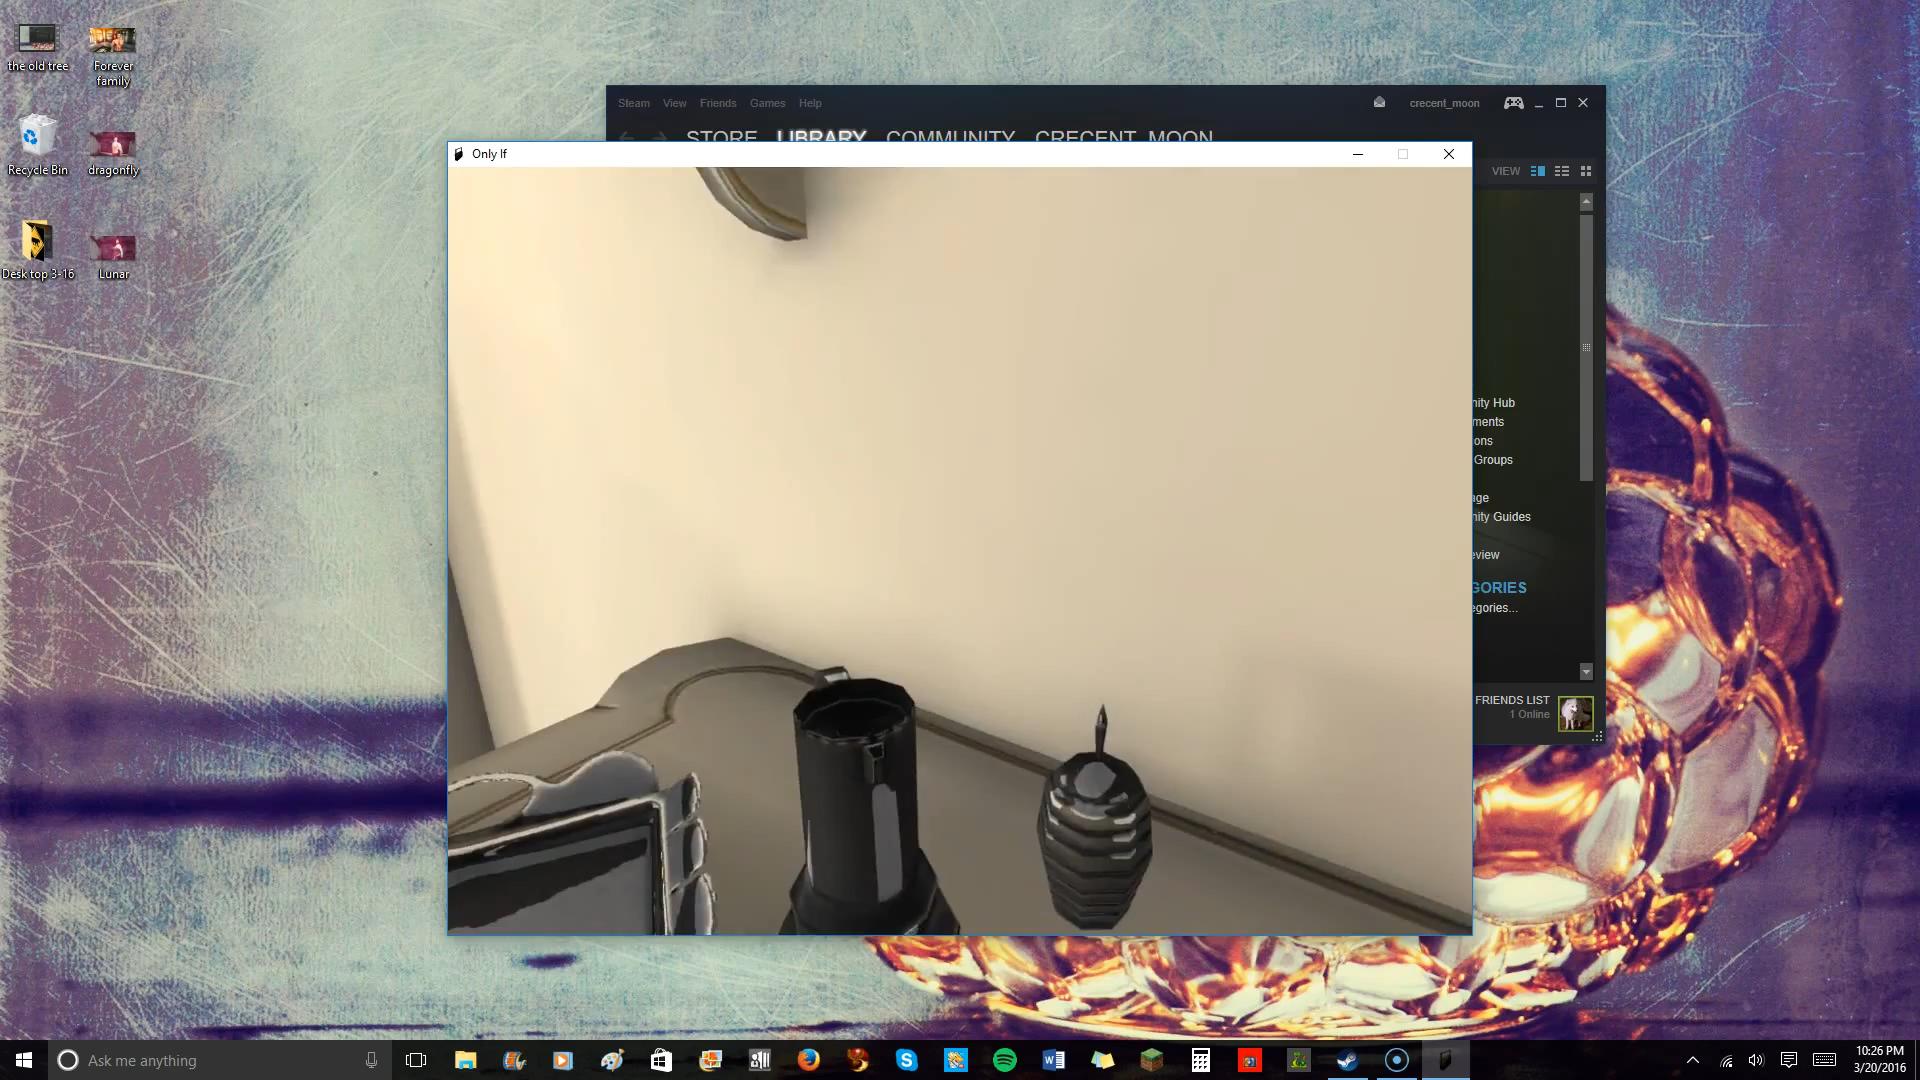 the old tree
Forever
family
Recycle Bin
dragonfly
Desk top 3-16
Lunar
Steam View Friends Games Help
crecent_moon
STORE LIBRARY COMMUNITY CRECENT_MOON
Only If
VIEW
nity Hub
ments
ons
Groups
age
nity Guides
eview
GORIES
egories...
FRIENDS LIST
1 Online
Ask me anything
10:26 PM
3/20/2016